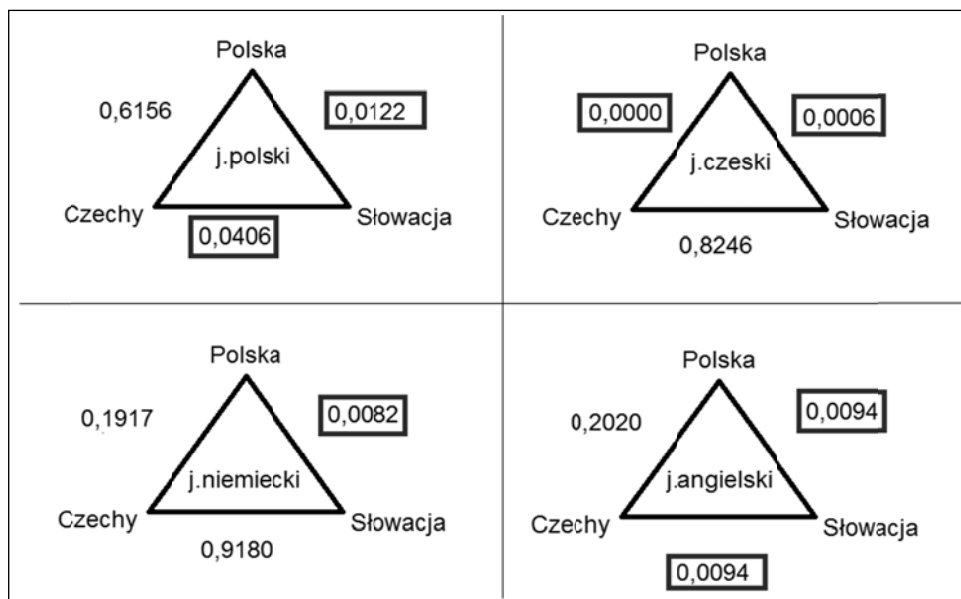 Polska
0,6156
0,0122
j.polski
Czechy
Słowacja
0,0406
Polska
0,0000
0,0006
j.czeski
Czechy
Słowacja
0,8246
Polska
0,1917
0,0082
j.niemiecki
Czechy
Słowacja
0,9180
Polska
0,2020
0,0094
j.angielski
Czechy
Słowacja
0,0094